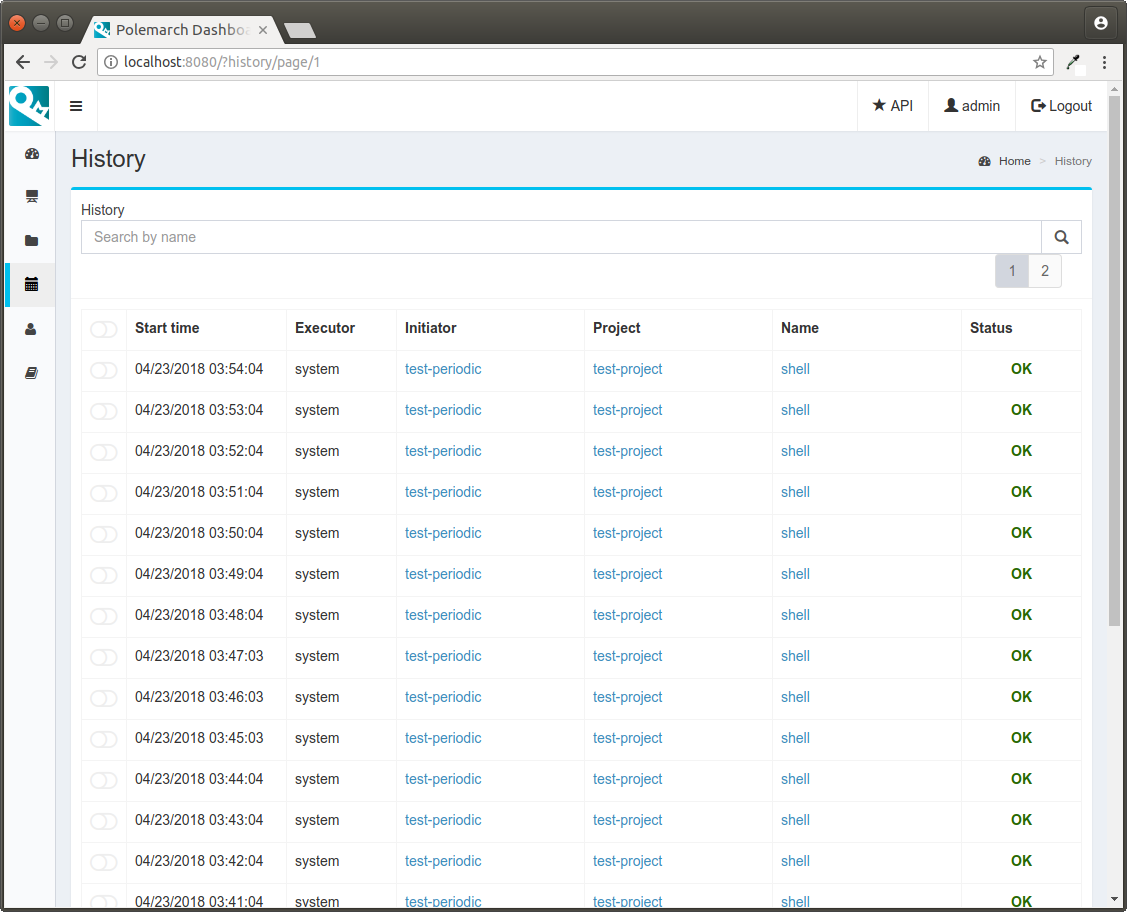 Polemarch Dashboa
localhost:8080/?history/page/1
API admin Logout
History
Home > History
History
Search by name
1 2
Start time Executor Initiator Project Name Status
04/23/2018 03:54:04 system test-periodic test-project shell OK
04/23/2018 03:53:04 system test-periodic test-project shell OK
04/23/2018 03:52:04 system test-periodic test-project shell OK
04/23/2018 03:51:04 system test-periodic test-project shell OK
04/23/2018 03:50:04 system test-periodic test-project shell OK
04/23/2018 03:49:04 system test-periodic test-project shell OK
04/23/2018 03:48:04 system test-periodic test-project shell OK
04/23/2018 03:47:03 system test-periodic test-project shell OK
04/23/2018 03:46:03 system test-periodic test-project shell OK
04/23/2018 03:45:03 system test-periodic test-project shell OK
04/23/2018 03:44:04 system test-periodic test-project shell OK
04/23/2018 03:43:04 system test-periodic test-project shell OK
04/23/2018 03:42:04 system test-periodic test-project shell OK
04/23/2018 03:41:04 system test-periodic test-project shell OK